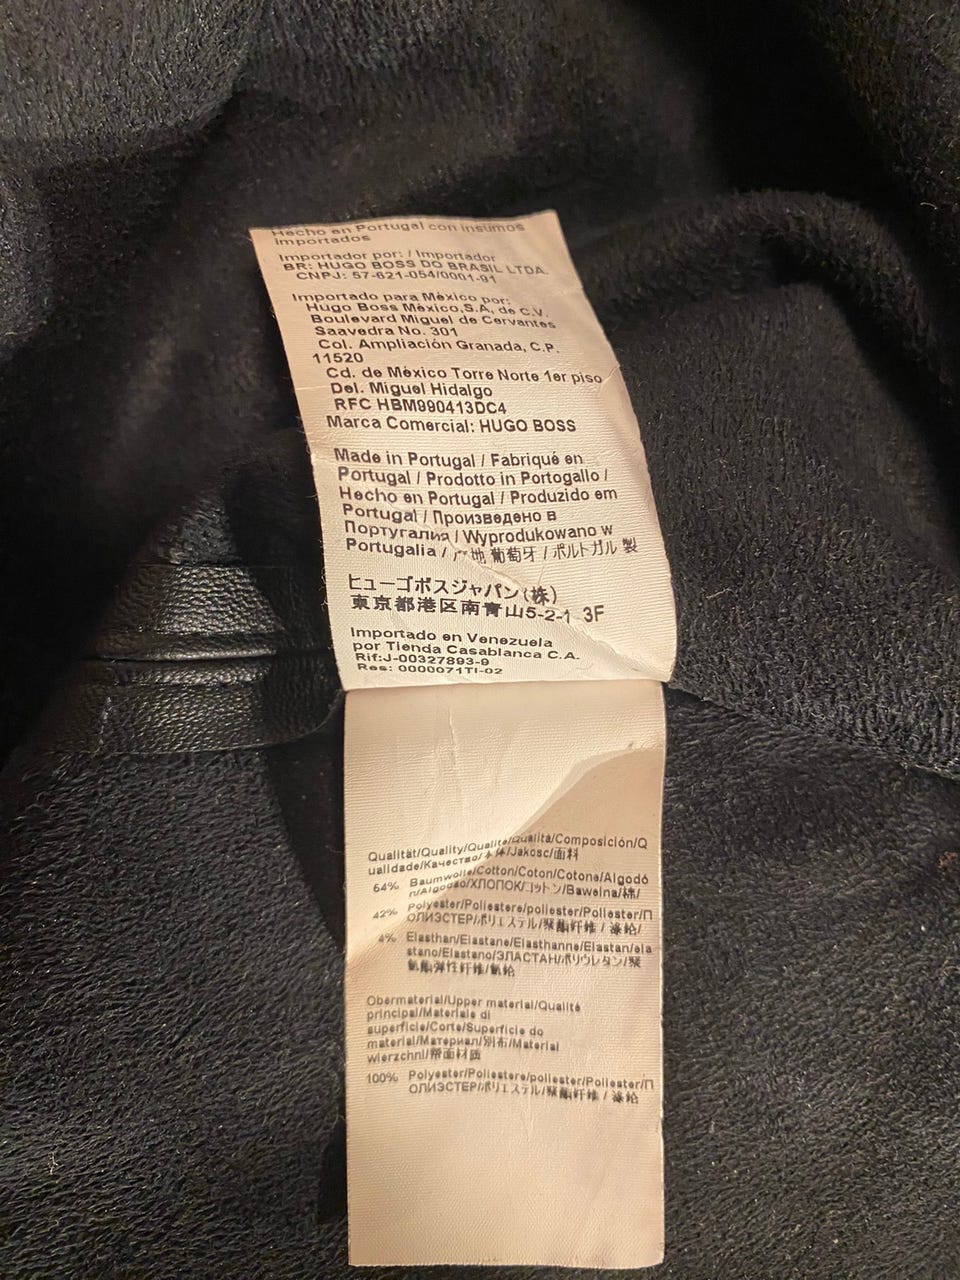 Hecho en Portugal con insumos
importados
Importador por: / Importador
BR: HUGO BOSS DO BRASIL LTDA.
CNPJ: 57-621-054/0001-91
Importado para México por:
Hugo Boss México,S.A, de C.V.
Boulevard Miguel de Cervantes
Saavedra No. 301
Col. Ampliación Granada, C.P.
11520
Cd. de México Torre Norte 1er piso
Del. Miguel Hidalgo
RFC HBM990413DC4
Marca Comercial: HUGO BOSS
Made in Portugal / Fabriqué en
Portugal / Prodotto in Portogallo /
Hecho en Portugal / Produzido em
Portugal / Произведено в
Португалия / Wyprodukowano w
Portugalia / 产地 葡萄牙 / ポルトガル 製
ヒューゴボスジャパン(株)
東京都港区南青山5-2-1 3F
Importado en Venezuela
por Tienda Casablanca C.A.
Rif:J-00327893-9
Res: 0000071TI-02
Qualität/Quality/Qualité/Qualità/Composición/Q
ualidade/Качество/本体/Jakosc/面料
64% Baumwolle/Cotton/Coton/Cotone/Algodó
n/Algodao/ХЛОПОК/コットン/Bawelna/棉/
42% Polyester/Poliestere/poliester/Poliester/П
ОЛИЭСТЕР/ポリエステル/聚酯纤维 / 涤纶/
4% Elasthan/Elastane/Elasthanne/Elastan/ela
stano/Elastano/ЭЛАСТАН/ポリウレタン/聚
氨酯弹性纤维/氨纶
Obermaterial/Upper material/Qualité
principal/Materiale di
superficie/Corte/Superficie do
material/Материал/別布/Material
wierzchni/帮面材质
100% Polyester/Poliestere/poliester/Poliester/П
ОЛИЭСТЕР/ポリエステル/聚酯纤维 / 涤纶